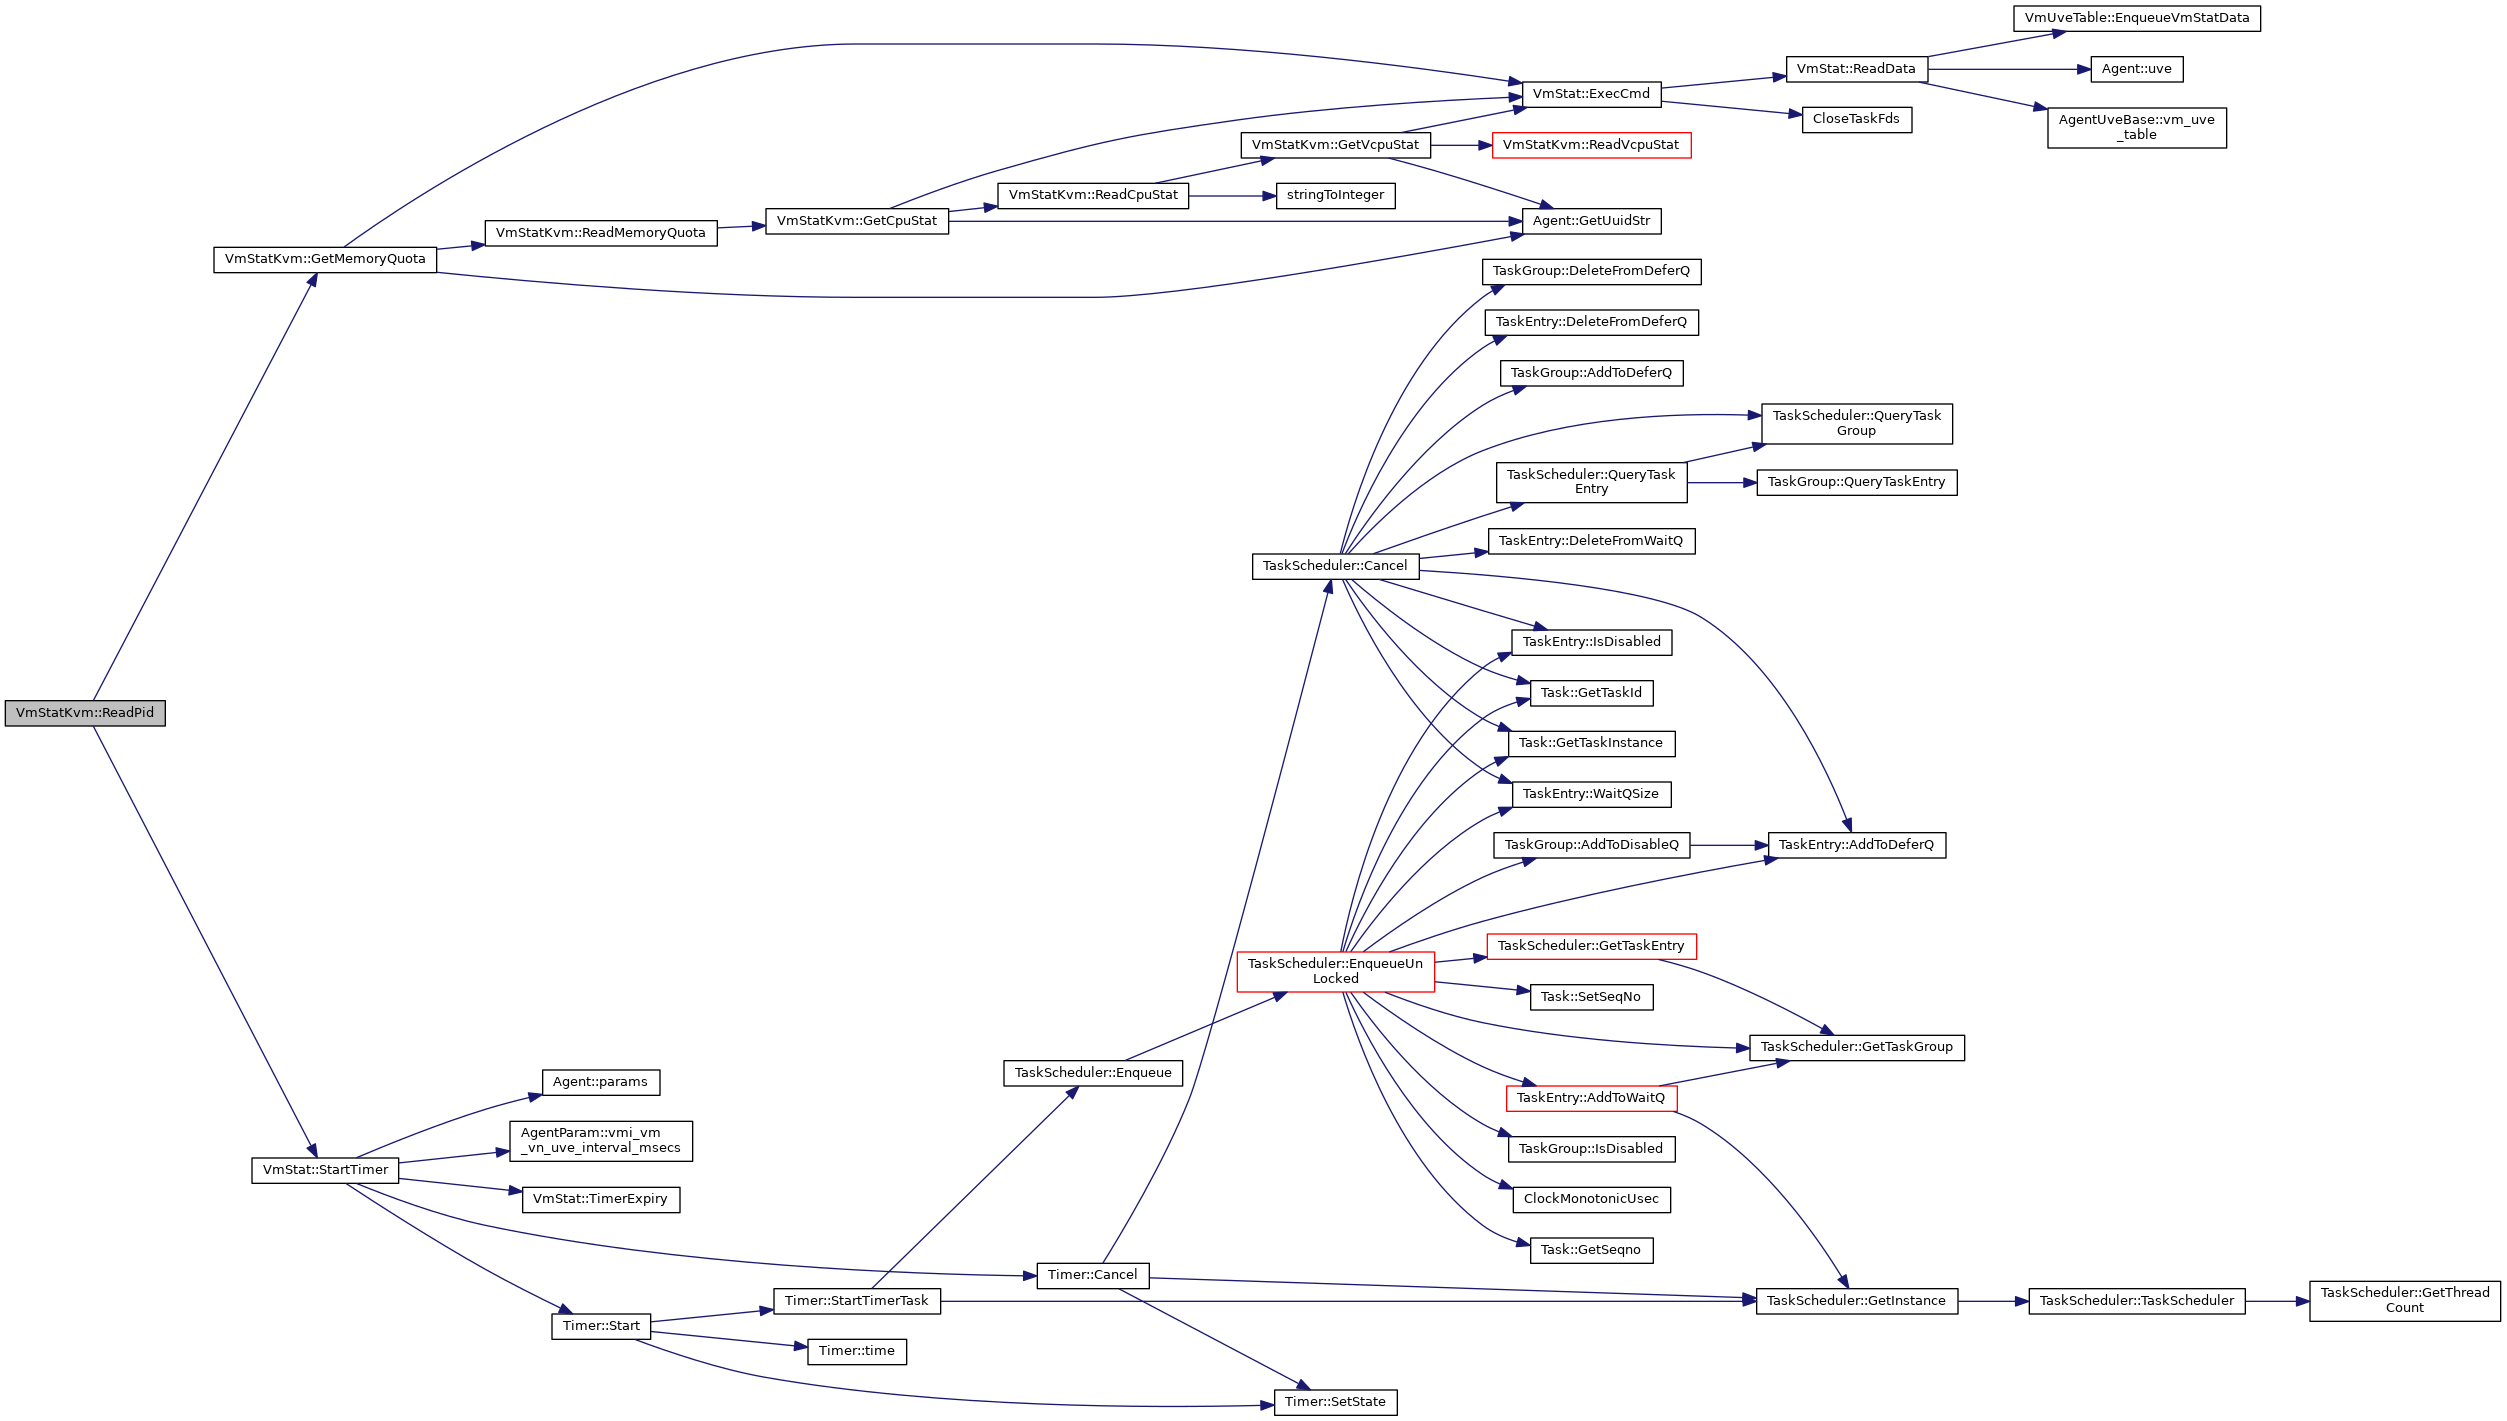 VmUveTable::EnqueueVmStatData
VmStat::ReadData
Agent::uve
VmStat::ExecCmd
CloseTaskFds
AgentUveBase::vm_uve
_table
VmStatKvm::GetVcpuStat
VmStatKvm::ReadVcpuStat
VmStatKvm::ReadCpuStat
stringToInteger
VmStatKvm::GetCpuStat
Agent::GetUuidStr
VmStatKvm::ReadMemoryQuota
VmStatKvm::GetMemoryQuota
TaskGroup::DeleteFromDeferQ
TaskEntry::DeleteFromDeferQ
TaskGroup::AddToDeferQ
TaskScheduler::QueryTask
Group
TaskScheduler::QueryTask
Entry
TaskGroup::QueryTaskEntry
TaskEntry::DeleteFromWaitQ
TaskScheduler::Cancel
TaskEntry::IsDisabled
Task::GetTaskId
VmStatKvm::ReadPid
Task::GetTaskInstance
TaskEntry::WaitQSize
TaskGroup::AddToDisableQ
TaskEntry::AddToDeferQ
TaskScheduler::GetTaskEntry
TaskScheduler::EnqueueUn
Locked
Task::SetSeqNo
TaskScheduler::GetTaskGroup
TaskScheduler::Enqueue
Agent::params
TaskEntry::AddToWaitQ
AgentParam::vmi_vm
_vn_uve_interval_msecs
TaskGroup::IsDisabled
VmStat::StartTimer
VmStat::TimerExpiry
ClockMonotonicUsec
Task::GetSeqno
Timer::Cancel
Timer::StartTimerTask
TaskScheduler::GetInstance
TaskScheduler::TaskScheduler
TaskScheduler::GetThread
Count
Timer::Start
Timer::time
Timer::SetState